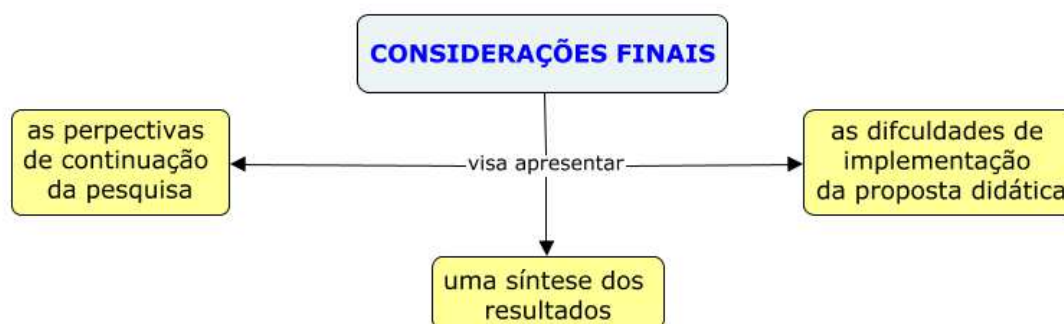 CONSIDERAÇÕES FINAIS
as perpectivas
de continuação
da pesquisa
visa apresentar
as difculdades de
implementação
da proposta didática
uma síntese dos
resultados